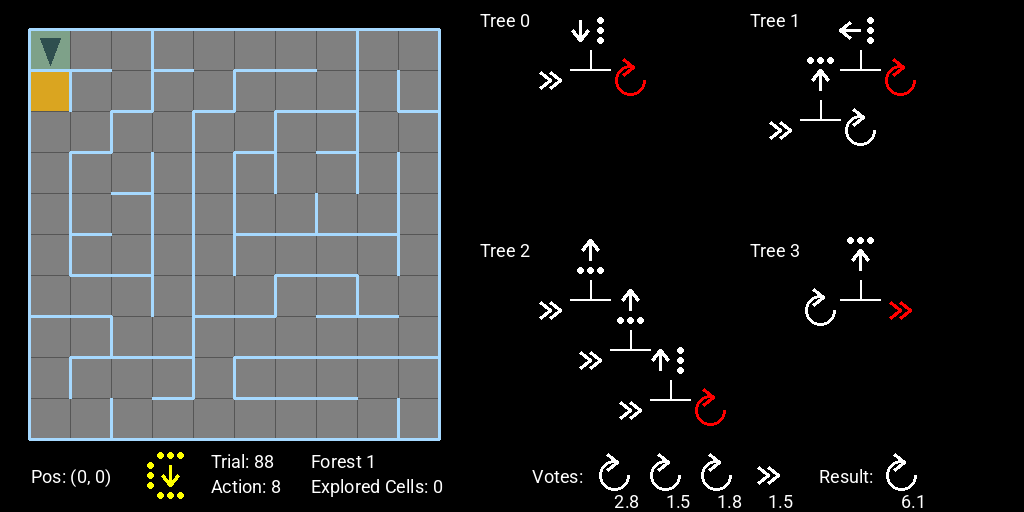 Tree 0
Tree 1
Tree 2
Tree 3
Pos: (0, 0)
Trial: 88
Forest 1
Action: 8
Explored Cells: 0
Votes:
2.8
1.5
1.8
1.5
Result:
6.1